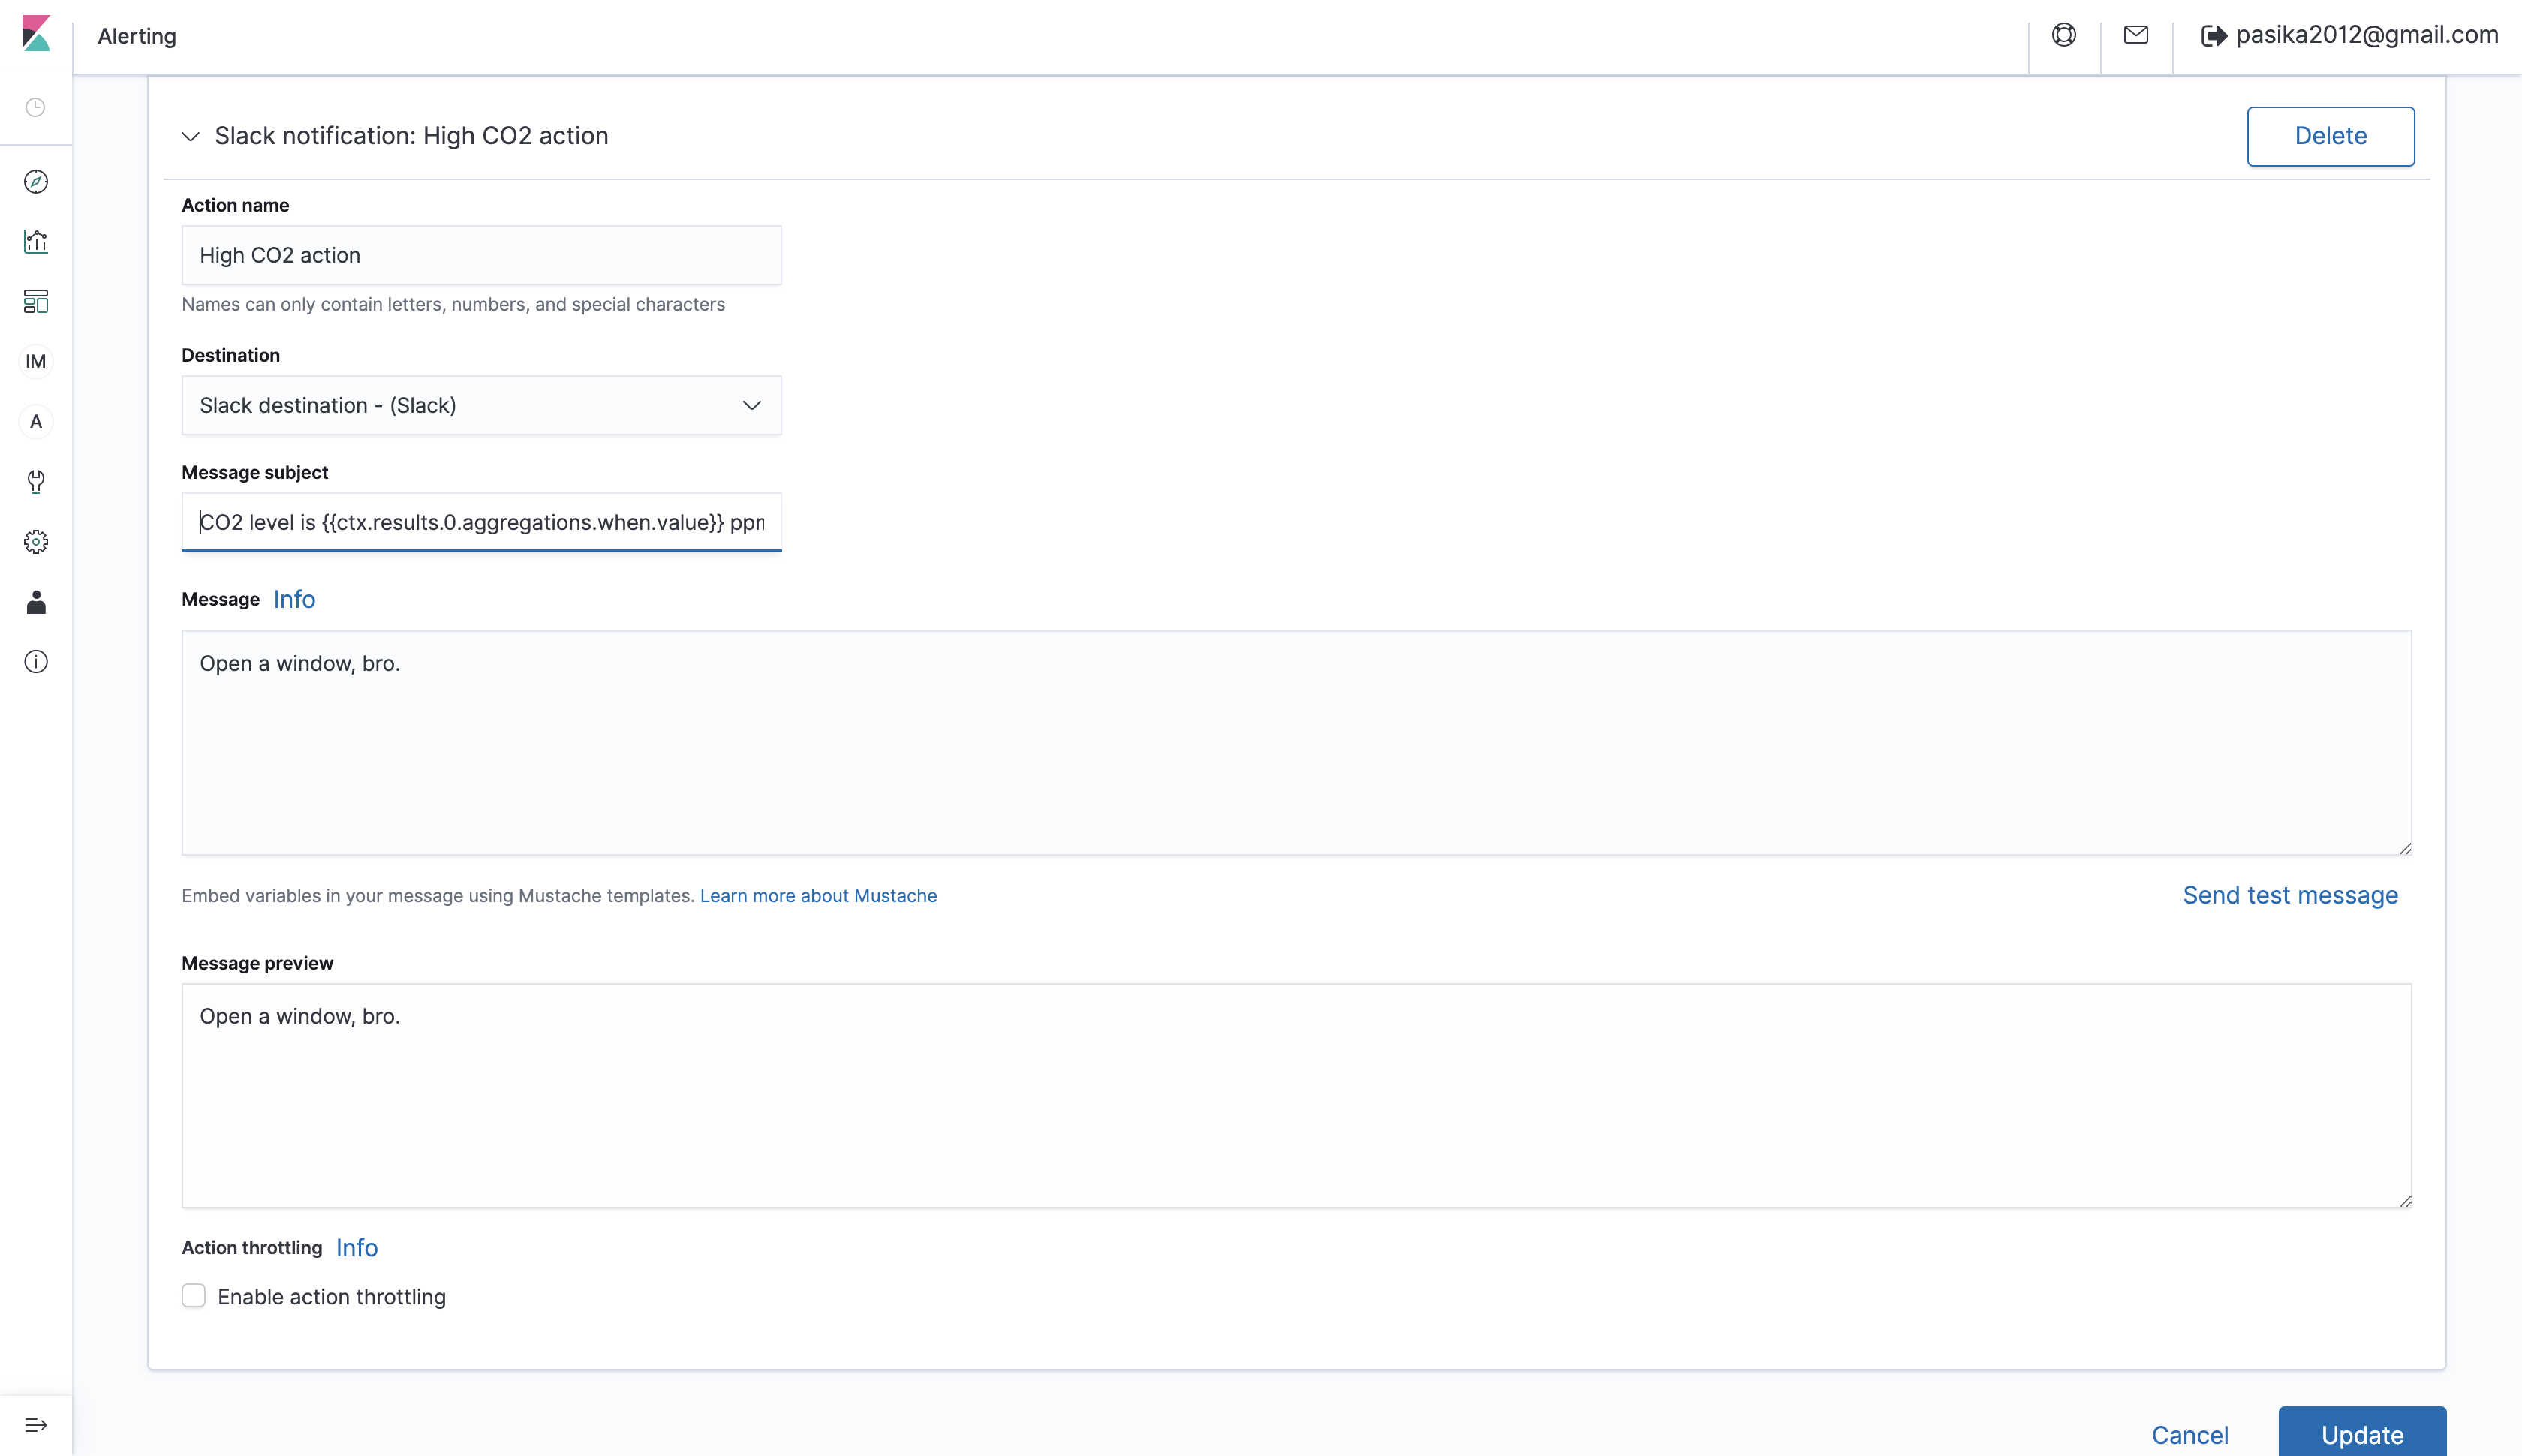 Alerting
pasika2012@gmail.com
Slack notification: High CO2 action
Delete
Action name
High CO2 action
Names can only contain letters, numbers, and special characters
Destination
Slack destination - (Slack)
Message subject
CO2 level is {{ctx.results.0.aggregations.when.value}} ppm
Message Info
Open a window, bro.
Embed variables in your message using Mustache templates. Learn more about Mustache
Send test message
Message preview
Open a window, bro.
Action throttling Info
Enable action throttling
Cancel
Update
IM
A